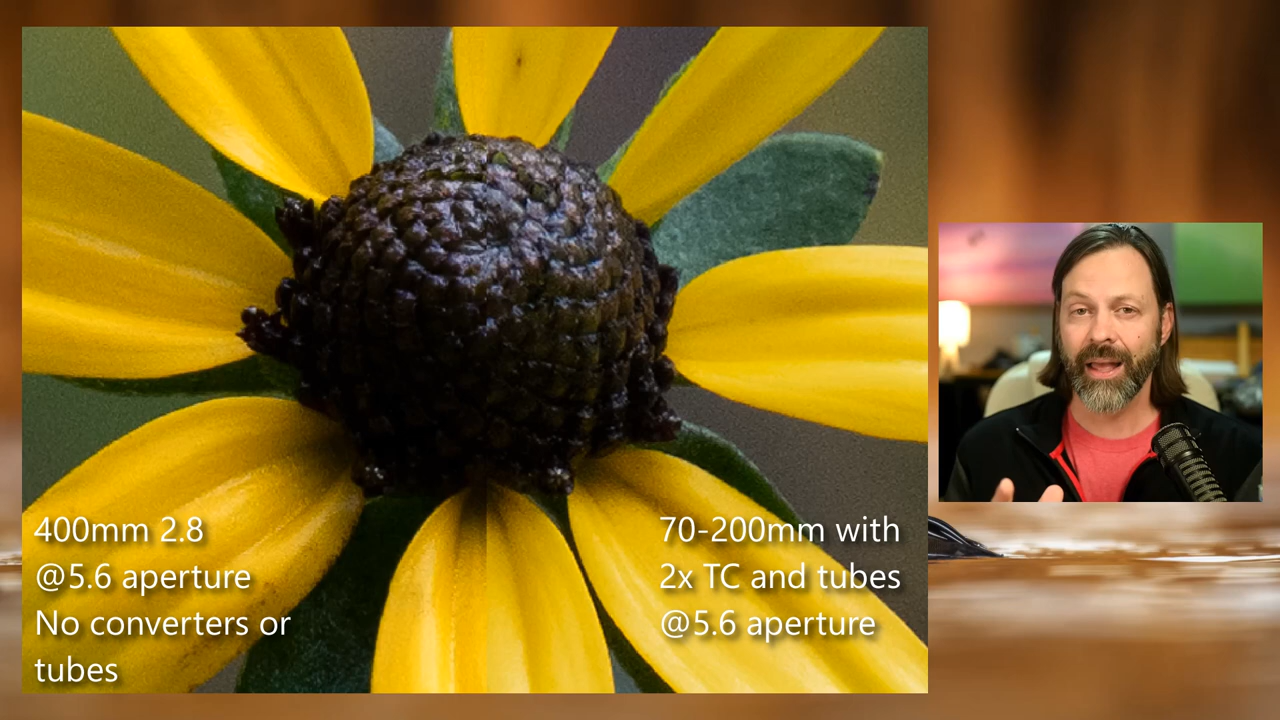 400mm 2.8
@5.6 aperture
No converters or
tubes
70-200mm with
2x TC and tubes
@5.6 aperture